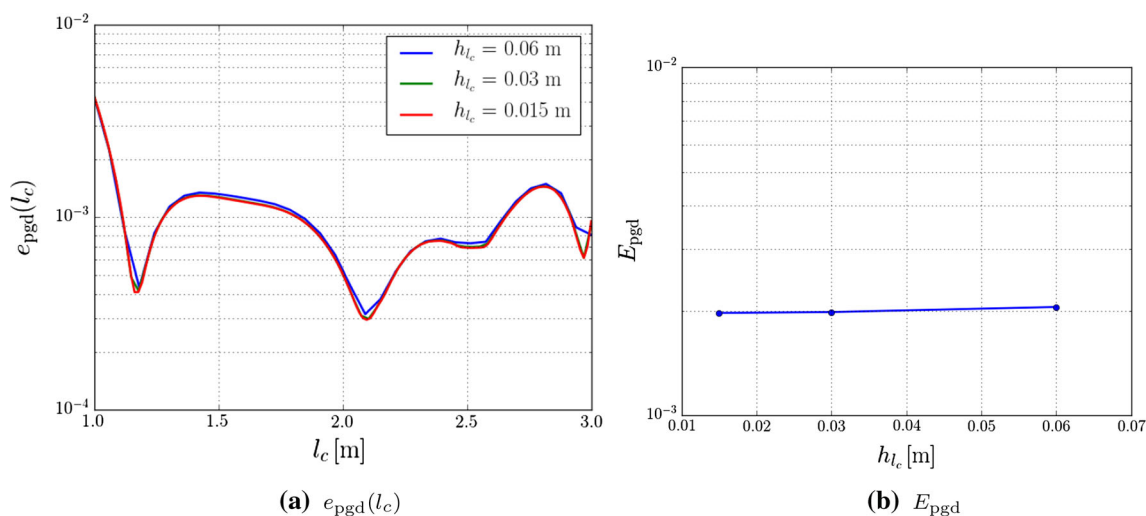 10⁻²
10⁻³
10⁻⁴
e_pgd(l_c)
h_{l_c} = 0.06 m
h_{l_c} = 0.03 m
h_{l_c} = 0.015 m
1.0 1.5 2.0 2.5 3.0
l_c [m]
(a) e_pgd(l_c)
10⁻²
10⁻³
E_pgd
0.01 0.02 0.03 0.04 0.05 0.06 0.07
h_{l_c} [m]
(b) E_pgd